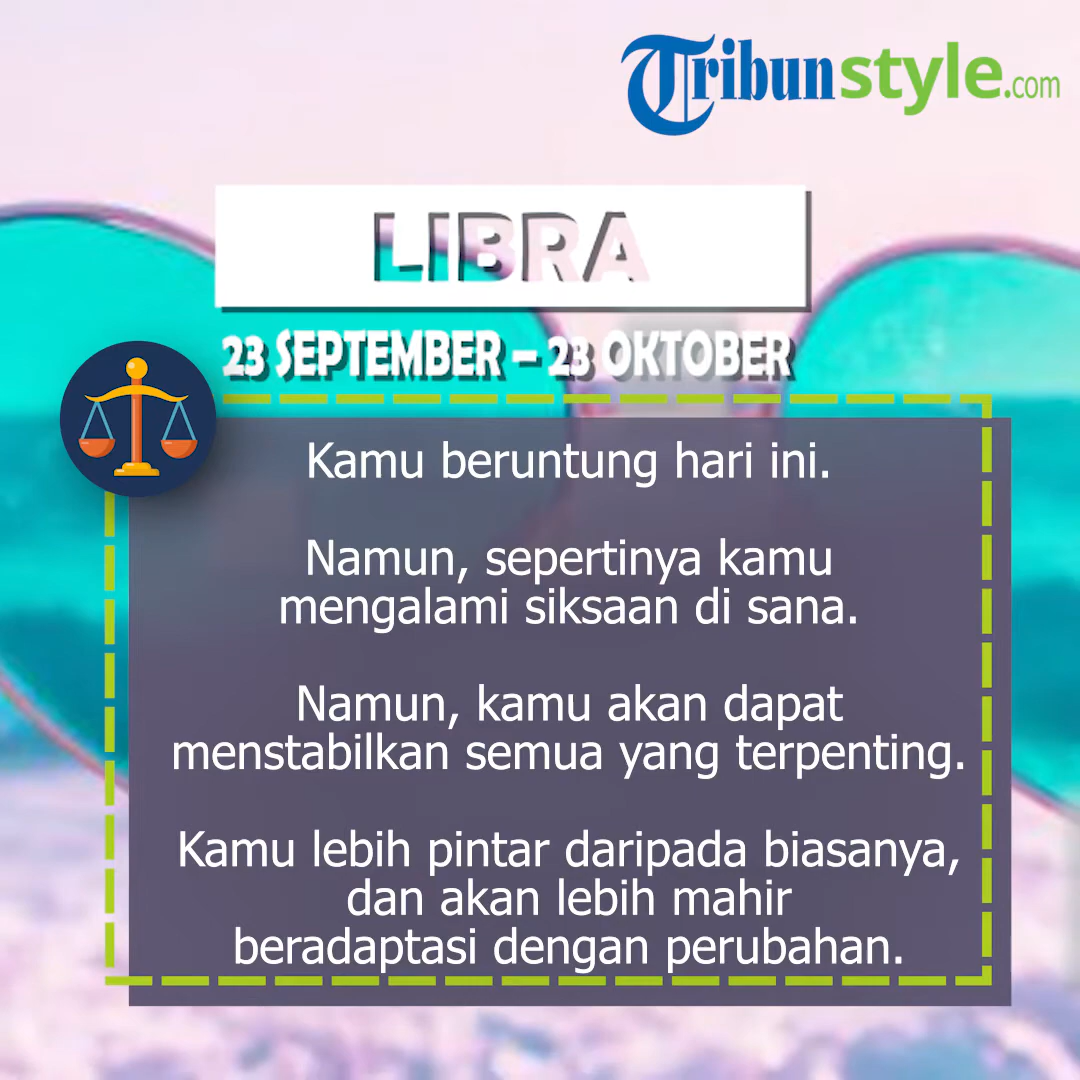 Tribunstyle.com
LIBRA
23 SEPTEMBER – 23 OKTOBER
Kamu beruntung hari ini.
Namun, sepertinya kamu
mengalami siksaan di sana.
Namun, kamu akan dapat
menstabilkan semua yang terpenting.
Kamu lebih pintar daripada biasanya,
dan akan lebih mahir
beradaptasi dengan perubahan.